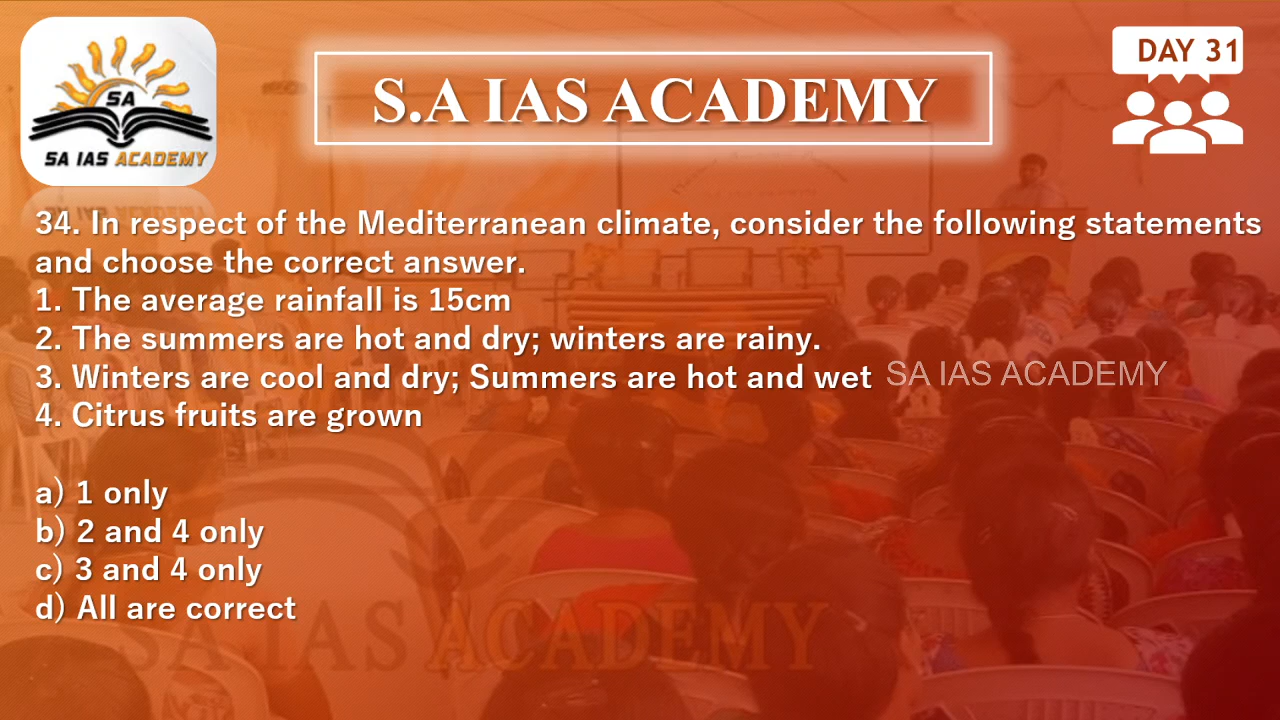 SA
SA IAS ACADEMY
S.A IAS ACADEMY
DAY 31
34. In respect of the Mediterranean climate, consider the following statements
and choose the correct answer.
1. The average rainfall is 15cm
2. The summers are hot and dry; winters are rainy.
3. Winters are cool and dry; Summers are hot and wet
SA IAS ACADEMY
4. Citrus fruits are grown
a) 1 only
b) 2 and 4 only
c) 3 and 4 only
d) All are correct
SA IAS ACADEMY